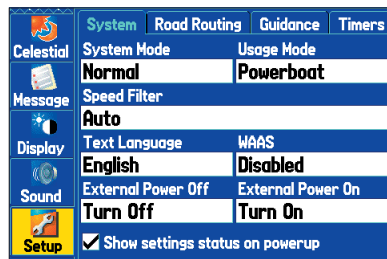 System Road Routing Guidance Timers
Celestial
System Mode Usage Mode
Normal Powerboat
Message
Speed Filter
Auto
Display
Text Language WAAS
English Disabled
Sound
External Power Off External Power On
Turn Off Turn On
Setup
Show settings status on powerup